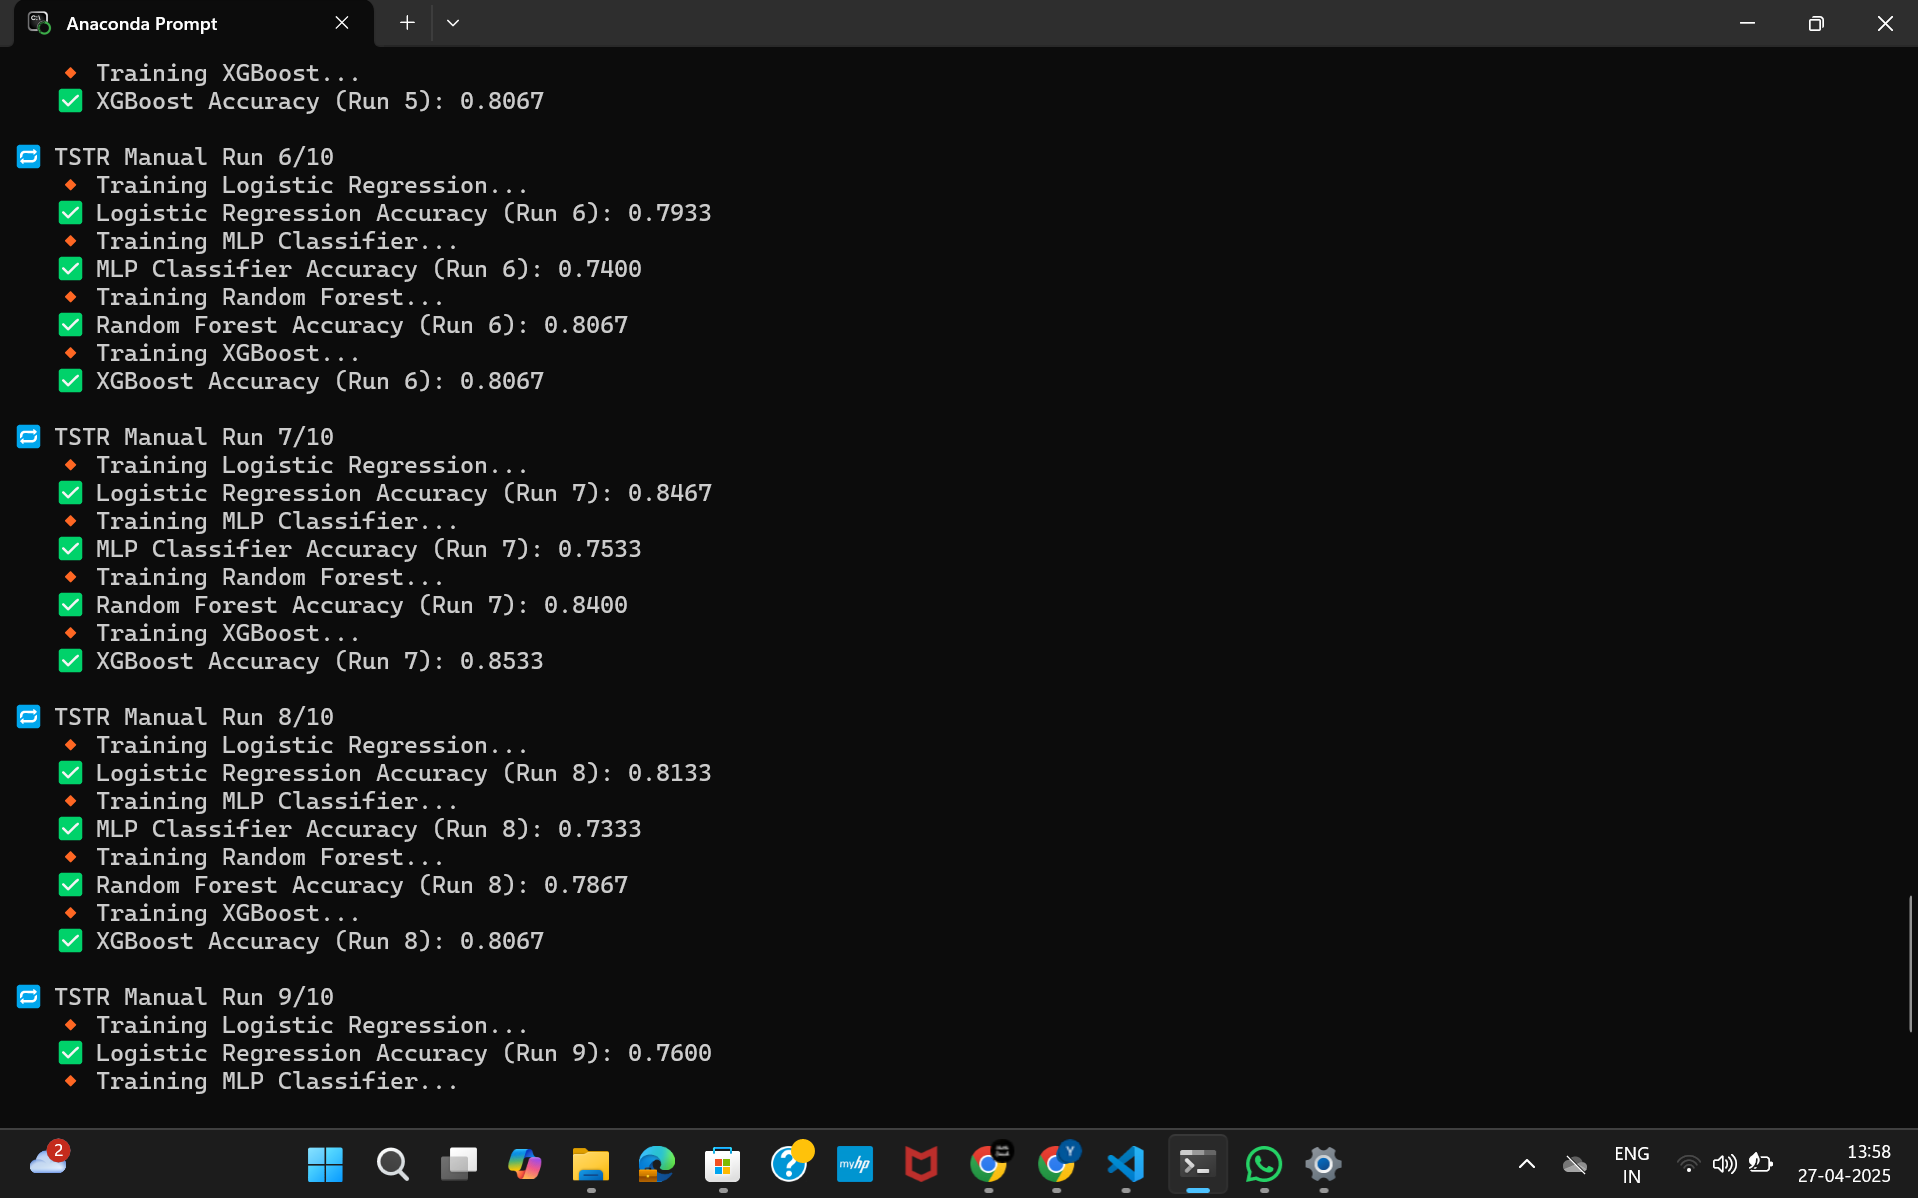 Anaconda Prompt
Training XGBoost...
XGBoost Accuracy (Run 5): 0.8067
TSTR Manual Run 6/10
Training Logistic Regression...
Logistic Regression Accuracy (Run 6): 0.7933
Training MLP Classifier...
MLP Classifier Accuracy (Run 6): 0.7400
Training Random Forest...
Random Forest Accuracy (Run 6): 0.8067
Training XGBoost...
XGBoost Accuracy (Run 6): 0.8067
TSTR Manual Run 7/10
Training Logistic Regression...
Logistic Regression Accuracy (Run 7): 0.8467
Training MLP Classifier...
MLP Classifier Accuracy (Run 7): 0.7533
Training Random Forest...
Random Forest Accuracy (Run 7): 0.8400
Training XGBoost...
XGBoost Accuracy (Run 7): 0.8533
TSTR Manual Run 8/10
Training Logistic Regression...
Logistic Regression Accuracy (Run 8): 0.8133
Training MLP Classifier...
MLP Classifier Accuracy (Run 8): 0.7333
Training Random Forest...
Random Forest Accuracy (Run 8): 0.7867
Training XGBoost...
XGBoost Accuracy (Run 8): 0.8067
TSTR Manual Run 9/10
Training Logistic Regression...
Logistic Regression Accuracy (Run 9): 0.7600
Training MLP Classifier...
2
myhp
Y
ENG
IN
13:58
27-04-2025